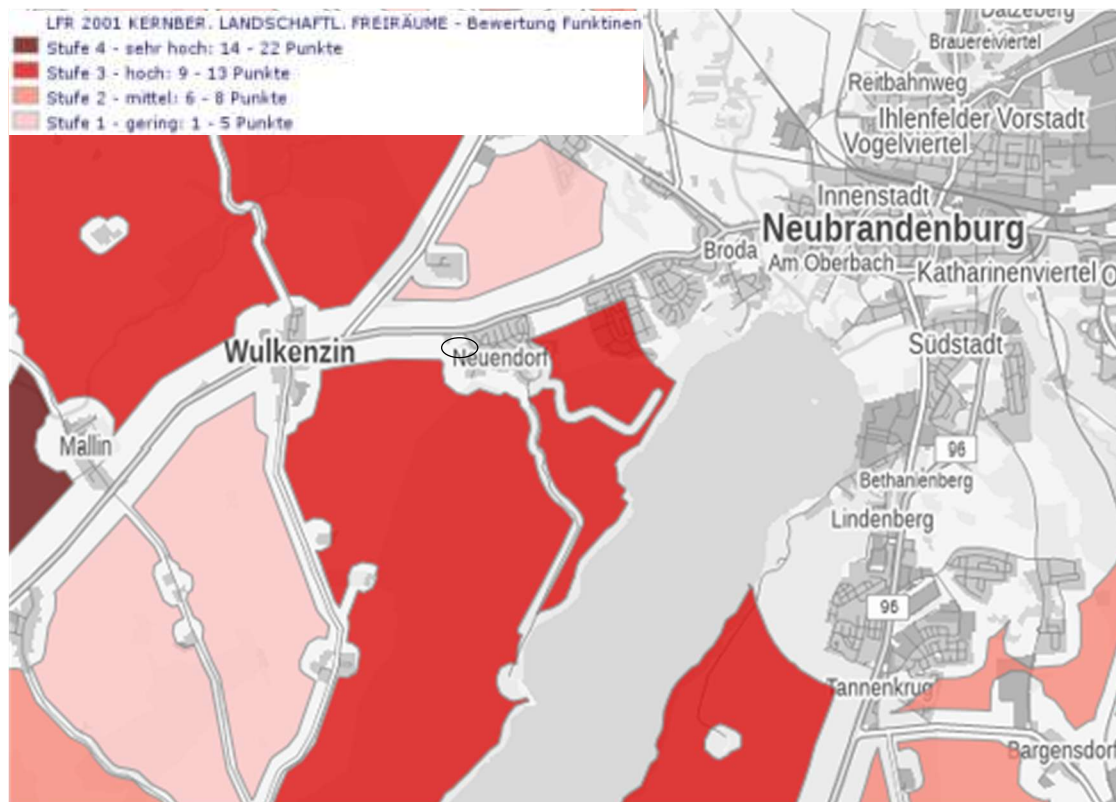 LFR 2001 KERNBER. LANDSCHAFTL. FREIRÄUME - Bewertung Funktinen
Stufe 4 - sehr hoch: 14 - 22 Punkte
Stufe 3 - hoch: 9 - 13 Punkte
Stufe 2 - mittel: 6 - 8 Punkte
Stufe 1 - gering: 1 - 5 Punkte
Datzeberg
Brauereiviertel
Reitbahnweg
Ihlenfelder Vorstadt
Vogelviertel
Innenstadt
Neubrandenburg
Broda
Am Oberbach
Katharinenviertel
Südstadt
Wulkenzin
Neuendorf
Mallin
96
Bethanienberg
Lindenberg
96
Tannenkrug
Bargensdorf